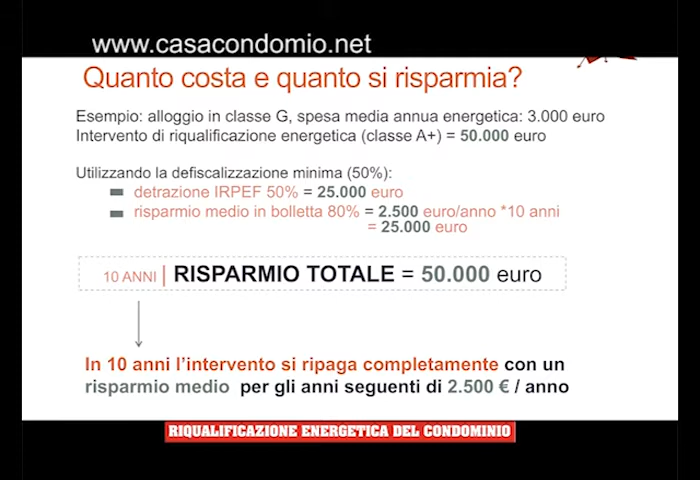 www.casacondomio.net
Quanto costa e quanto si risparmia?
Esempio: alloggio in classe G, spesa media annua energetica: 3.000 euro
Intervento di riqualificazione energetica (classe A+) = 50.000 euro
Utilizzando la defiscalizzazione minima (50%):
detrazione IRPEF 50% = 25.000 euro
risparmio medio in bolletta 80% = 2.500 euro/anno *10 anni
= 25.000 euro
10 ANNI | RISPARMIO TOTALE = 50.000 euro
In 10 anni l'intervento si ripaga completamente con un
risparmio medio per gli anni seguenti di 2.500 € / anno
RIQUALIFICAZIONE ENERGETICA DEL CONDOMINIO